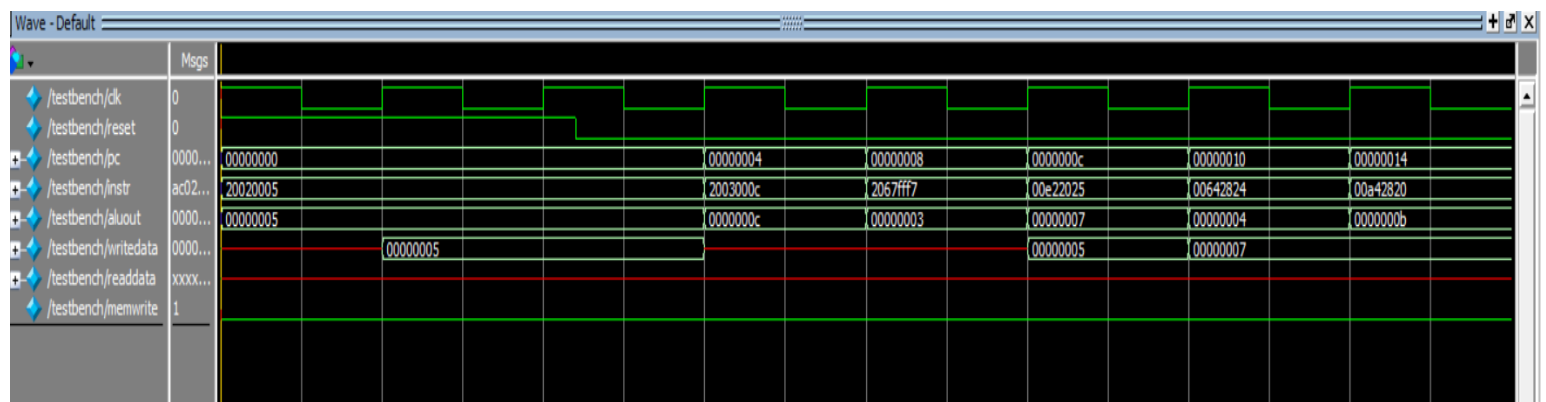 Wave - Default
Msgs
/testbench/clk 0
/testbench/reset 0
/testbench/pc 0000... 00000000 00000004 00000008 0000000c 00000010 00000014
/testbench/instr ac02... 20020005 2003000c 2067fff7 00e22025 00642824 00a42820
/testbench/aluout 0000... 00000005 0000000c 00000003 00000007 00000004 0000000b
/testbench/writedata 0000... 00000005 00000005 00000007
/testbench/readdata xxxx...
/testbench/memwrite 1